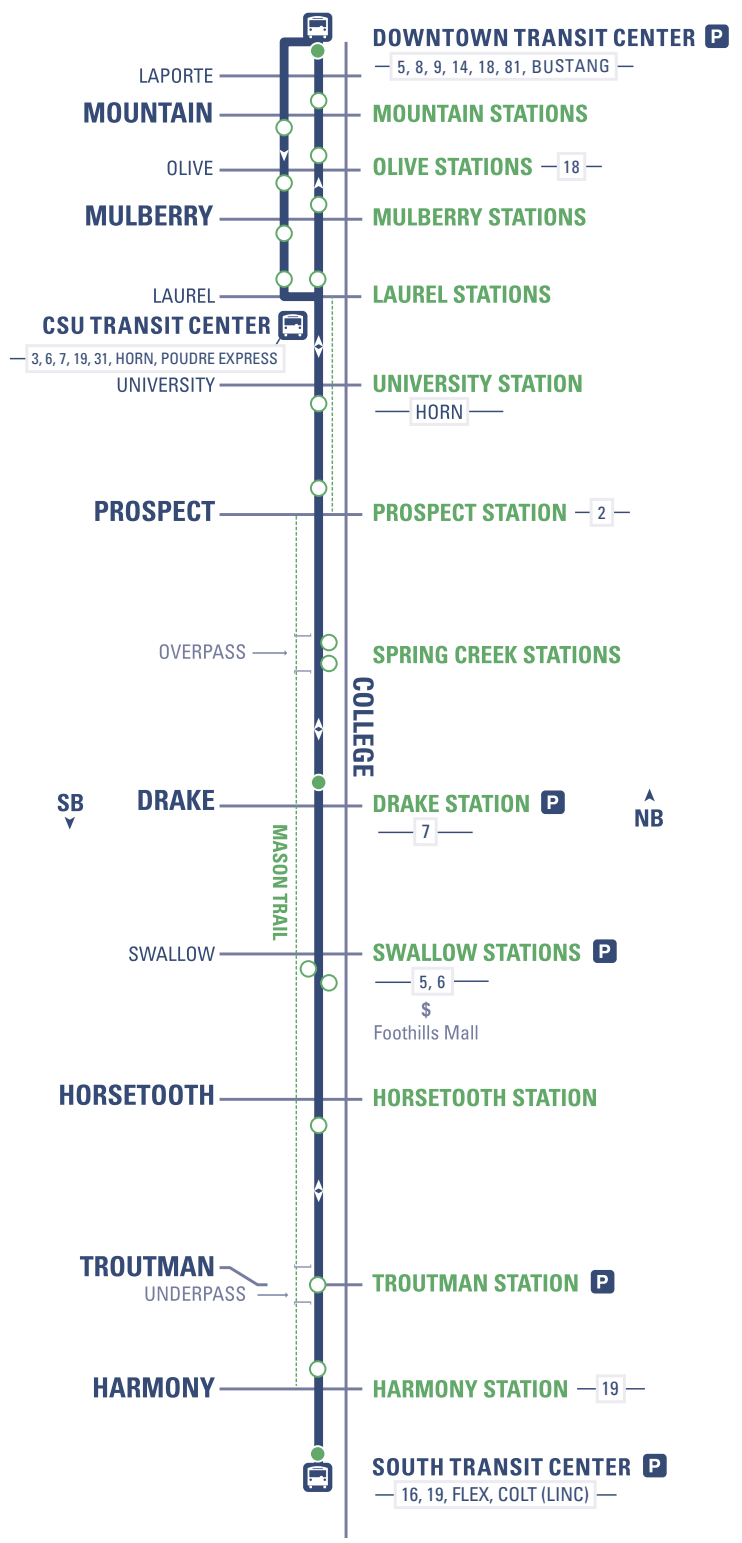 DOWNTOWN TRANSIT CENTER P
5, 8, 9, 14, 18, 81, BUSTANG
LAPORTE
MOUNTAIN
MOUNTAIN STATIONS
OLIVE
OLIVE STATIONS
18
MULBERRY
MULBERRY STATIONS
LAUREL
LAUREL STATIONS
CSU TRANSIT CENTER
3, 6, 7, 19, 31, HORN, POUDRE EXPRESS
UNIVERSITY
UNIVERSITY STATION
HORN
PROSPECT
PROSPECT STATION
2
OVERPASS
SPRING CREEK STATIONS
COLLEGE
SB
DRAKE
DRAKE STATION P
7
NB
MASON TRAIL
SWALLOW
SWALLOW STATIONS P
5, 6
$
Foothills Mall
HORSETOOTH
HORSETOOTH STATION
TROUTMAN
UNDERPASS
TROUTMAN STATION P
HARMONY
HARMONY STATION
19
SOUTH TRANSIT CENTER P
16, 19, FLEX, COLT (LINC)